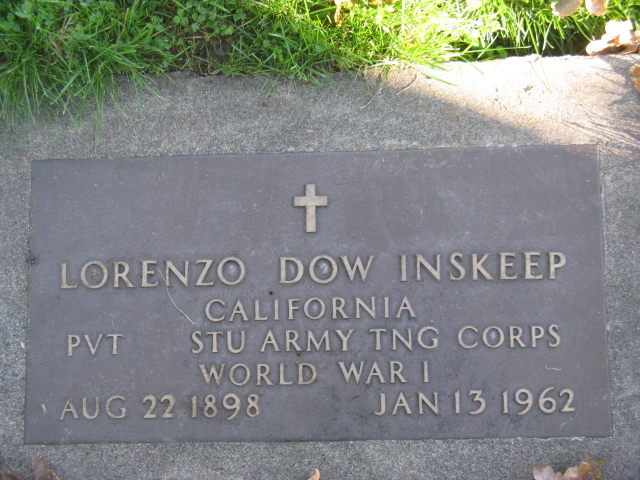 LORENZO DOW INSKEEP
CALIFORNIA
PVT STU ARMY TNG CORPS
WORLD WAR I
AUG 22 1898 JAN 13 1962